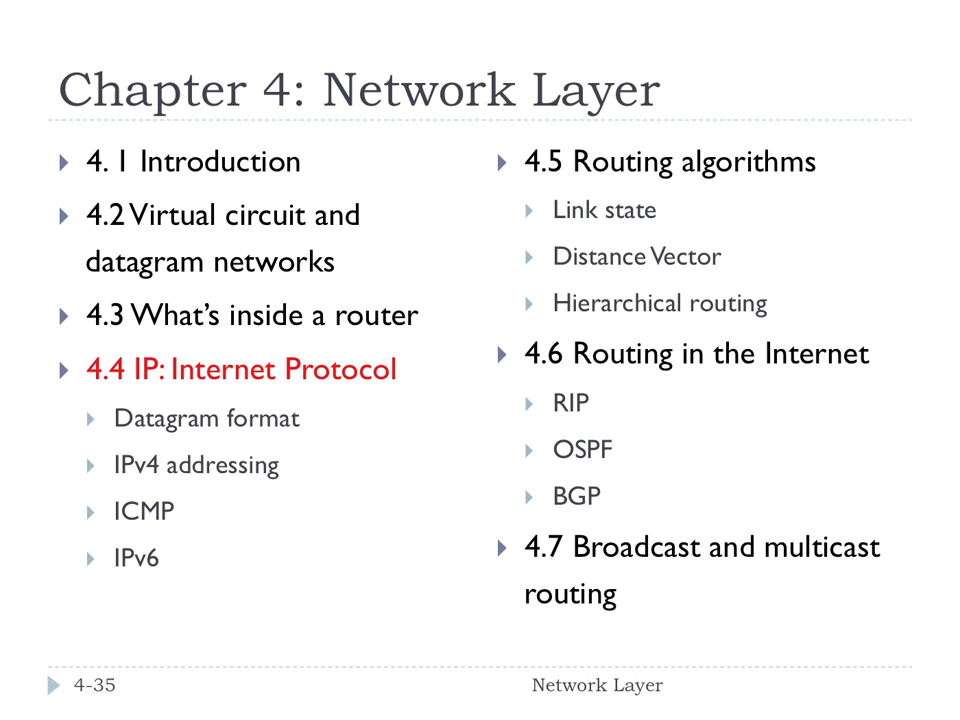 Chapter 4: Network Layer
4. 1 Introduction
4.2 Virtual circuit and
datagram networks
4.3 What’s inside a router
4.4 IP: Internet Protocol
Datagram format
IPv4 addressing
ICMP
IPv6
4.5 Routing algorithms
Link state
Distance Vector
Hierarchical routing
4.6 Routing in the Internet
RIP
OSPF
BGP
4.7 Broadcast and multicast
routing
4-35
Network Layer